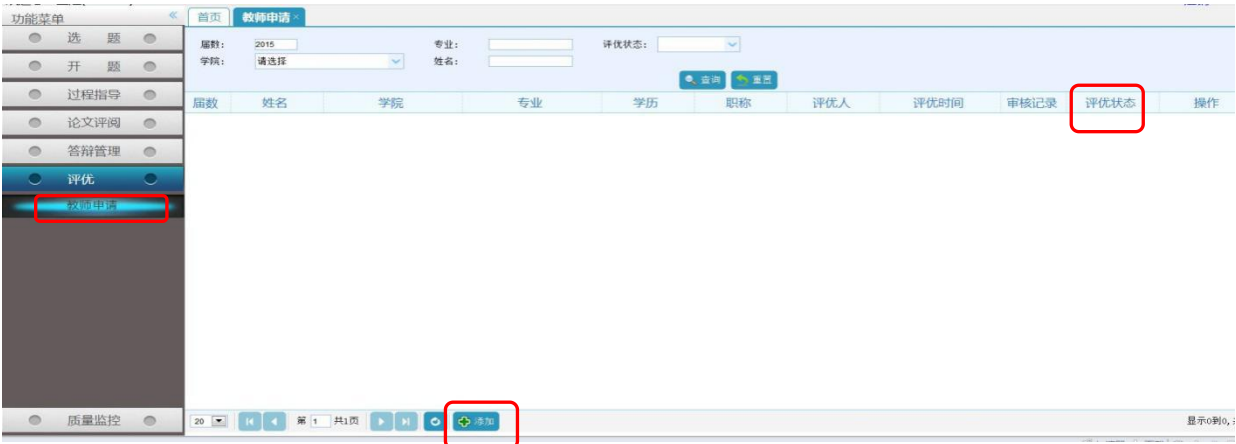 功能菜单
首页 教师申请
选 题
开 题
过程指导
论文评阅
答辩管理
评优
教师申请
质量监控
届数: 2015 专业: 评优状态:
学院: 请选择 姓名:
查询 重置
届数 姓名 学院 专业 学历 职称 评优人 评优时间 审核记录 评优状态 操作
20 第 1 共1页 添加
显示0到0,